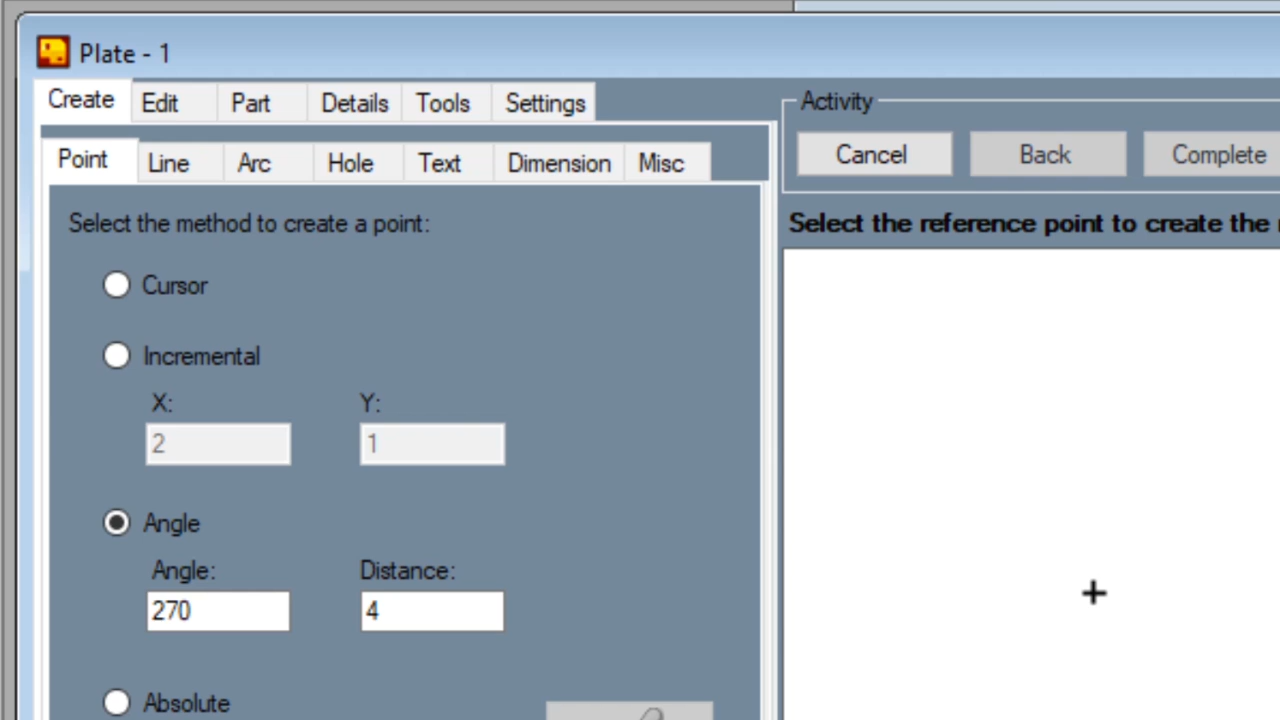 Plate - 1
Create Edit Part Details Tools Settings
Point Line Arc Hole Text Dimension Misc
Select the method to create a point:
Cursor
Incremental
X: Y:
2 1
Angle
Angle: Distance:
270 4
Absolute
Activity
Cancel Back Complete
Select the reference point to create the